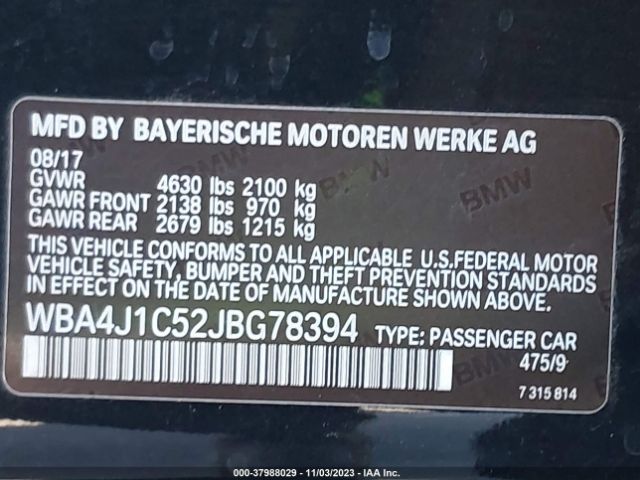 MFD BY BAYERISCHE MOTOREN WERKE AG
08/17
GVWR 4630 lbs 2100 kg
GAWR FRONT 2138 lbs 970 kg
GAWR REAR 2679 lbs 1215 kg
THIS VEHICLE CONFORMS TO ALL APPLICABLE U.S.FEDERAL MOTOR
VEHICLE SAFETY, BUMPER AND THEFT PREVENTION STANDARDS
IN EFFECT ON THE DATE OF MANUFACTURE SHOWN ABOVE.
WBA4J1C52JBG78394 TYPE: PASSENGER CAR
475/9
7 315 814
BMW
BMW
BMW
000-37988029 - 11/03/2023 - IAA Inc.